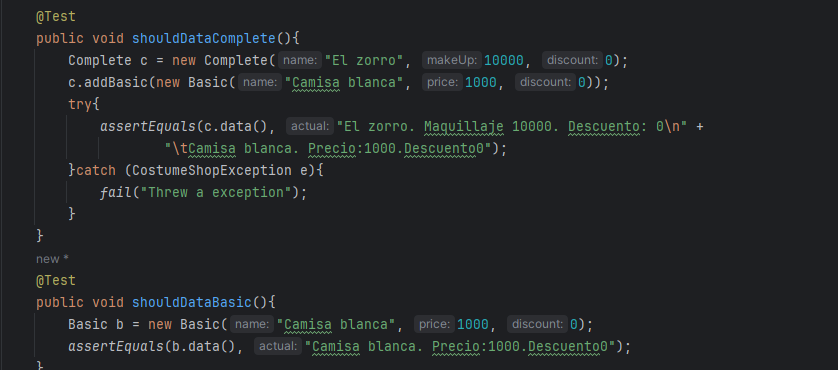 @Test
public void shouldDataComplete(){
Complete c = new Complete( name: "El zorro", makeUp: 10000, discount: 0);
c.addBasic(new Basic( name: "Camisa blanca", price: 1000, discount: 0));
try{
assertEquals(c.data(), actual: "El zorro. Maquillaje 10000. Descuento: 0\n" +
"\tCamisa blanca. Precio:1000.Descuento0");
}catch (CostumeShopException e){
fail("Threw a exception");
}
}
new *
@Test
public void shouldDataBasic(){
Basic b = new Basic( name: "Camisa blanca", price: 1000, discount: 0);
assertEquals(b.data(), actual: "Camisa blanca. Precio:1000.Descuento0");
}